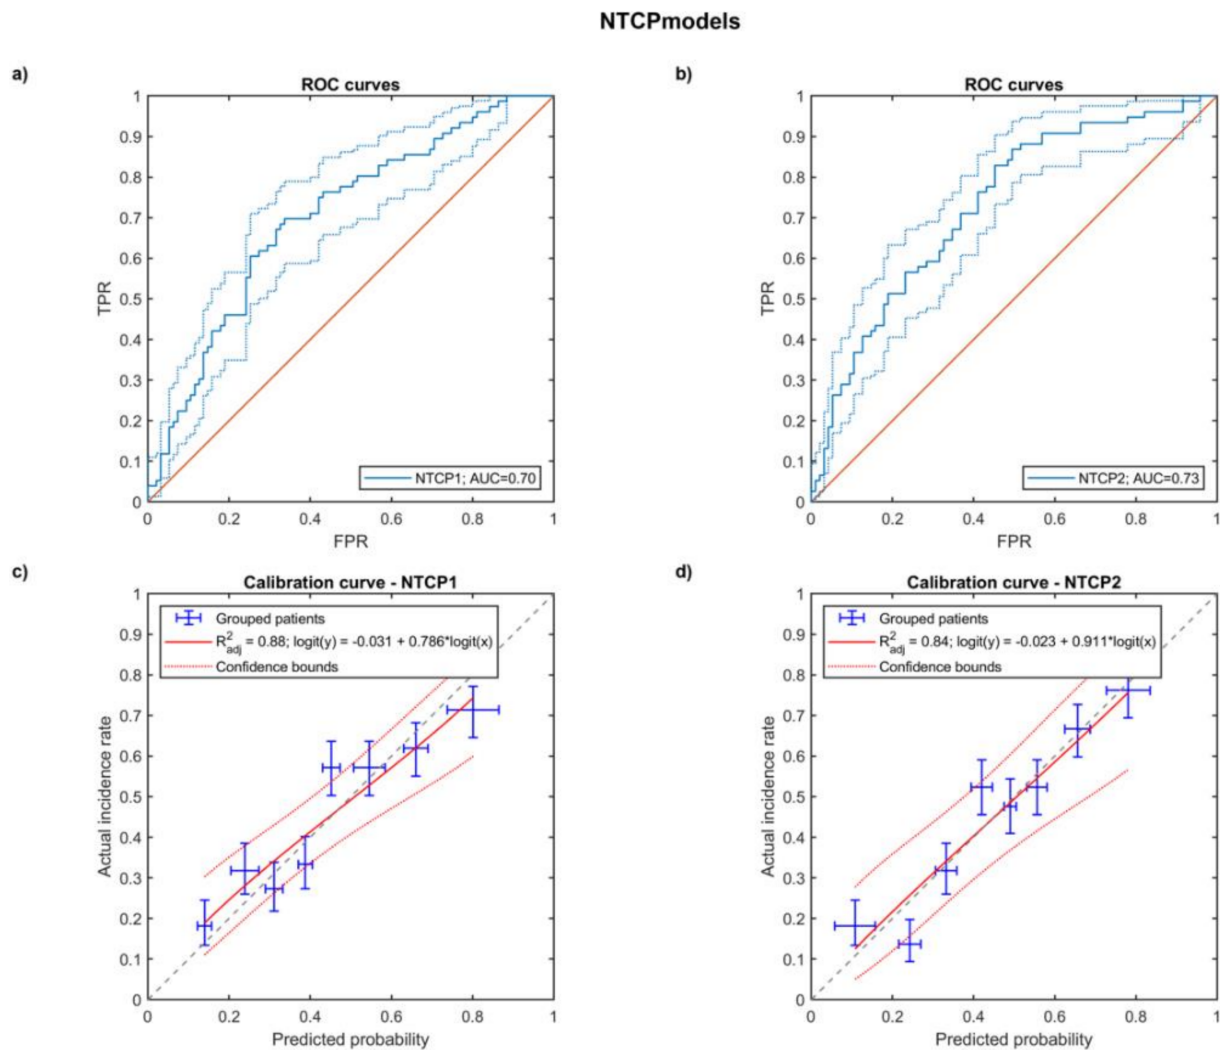 NTCPmodels
a)
ROC curves
1
0.9
0.8
0.7
0.6
0.5
0.4
0.3
0.2
0.1
0
TPR
0 0.2 0.4 0.6 0.8 1
FPR
NTCP1; AUC=0.70
b)
ROC curves
1
0.9
0.8
0.7
0.6
0.5
0.4
0.3
0.2
0.1
0
TPR
0 0.2 0.4 0.6 0.8 1
FPR
NTCP2; AUC=0.73
c)
Calibration curve - NTCP1
Grouped patients
R²adj = 0.88; logit(y) = -0.031 + 0.786*logit(x)
Confidence bounds
1
0.9
0.8
0.7
0.6
0.5
0.4
0.3
0.2
0.1
0
Actual incidence rate
0 0.2 0.4 0.6 0.8 1
Predicted probability
d)
Calibration curve - NTCP2
Grouped patients
R²adj = 0.84; logit(y) = -0.023 + 0.911*logit(x)
Confidence bounds
1
0.9
0.8
0.7
0.6
0.5
0.4
0.3
0.2
0.1
0
Actual incidence rate
0 0.2 0.4 0.6 0.8 1
Predicted probability